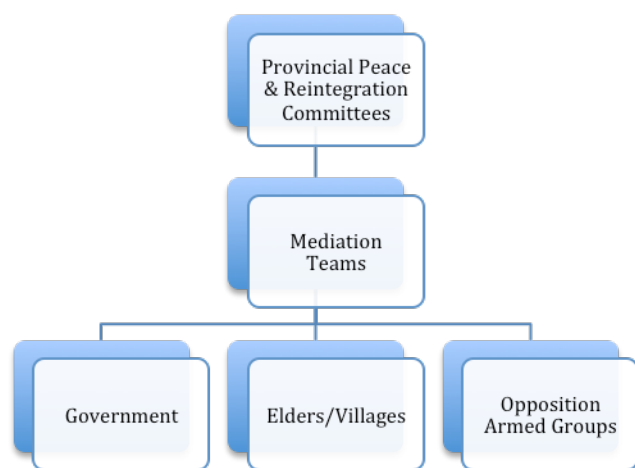 Provincial Peace
& Reintegration
Committees
Mediation
Teams
Government
Elders/Villages
Opposition
Armed Groups